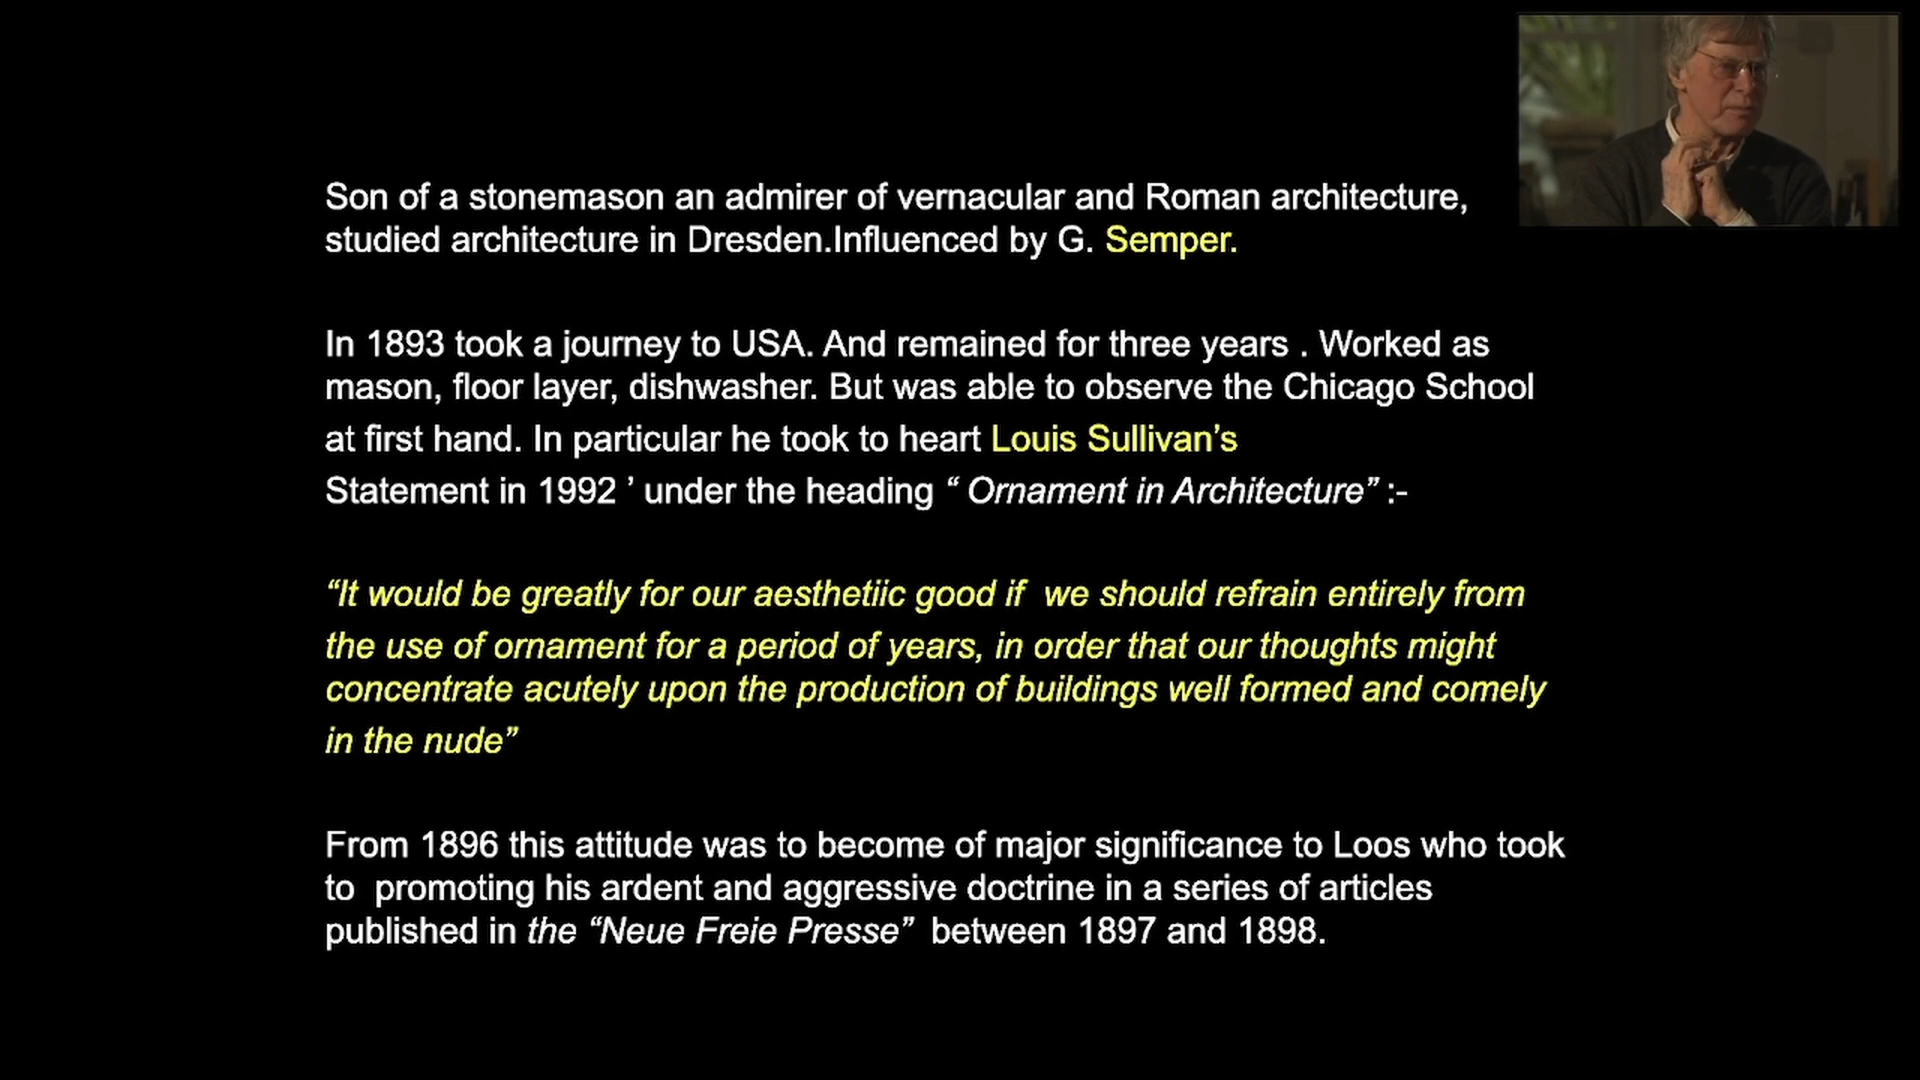 Son of a stonemason an admirer of vernacular and Roman architecture,
studied architecture in Dresden.Influenced by G. Semper.
In 1893 took a journey to USA. And remained for three years . Worked as
mason, floor layer, dishwasher. But was able to observe the Chicago School
at first hand. In particular he took to heart Louis Sullivan’s
Statement in 1992 ’ under the heading “ Ornament in Architecture” :-
“It would be greatly for our aesthetiic good if  we should refrain entirely from
the use of ornament for a period of years, in order that our thoughts might
concentrate acutely upon the production of buildings well formed and comely
in the nude”
From 1896 this attitude was to become of major significance to Loos who took
to  promoting his ardent and aggressive doctrine in a series of articles
published in the “Neue Freie Presse”  between 1897 and 1898.